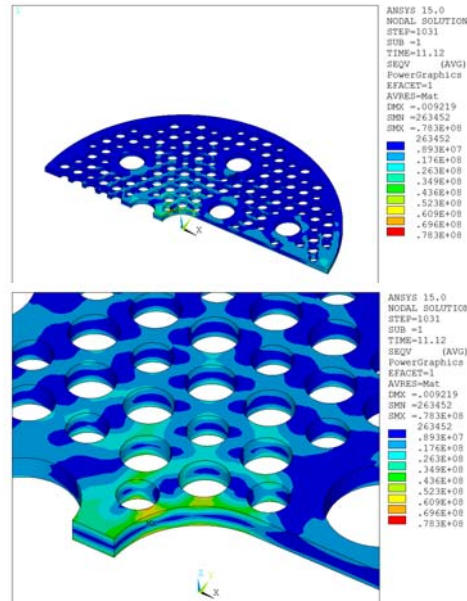 1
ANSYS 15.0
NODAL SOLUTION
STEP=1031
SUB =1
TIME=11.12
SEQV     (AVG)
PowerGraphics
EFACET=1
AVRES=Mat
DMX =.009219
SMN =263452
SMX =.783E+08
263452
.893E+07
.176E+08
.263E+08
.349E+08
.436E+08
.523E+08
.609E+08
.696E+08
.783E+08
X
ANSYS 15.0
NODAL SOLUTION
STEP=1031
SUB =1
TIME=11.12
SEQV     (AVG)
PowerGraphics
EFACET=1
AVRES=Mat
DMX =.009219
SMN =263452
SMX =.783E+08
263452
.893E+07
.176E+08
.263E+08
.349E+08
.436E+08
.523E+08
.609E+08
.696E+08
.783E+08
MX
Z
Y
X